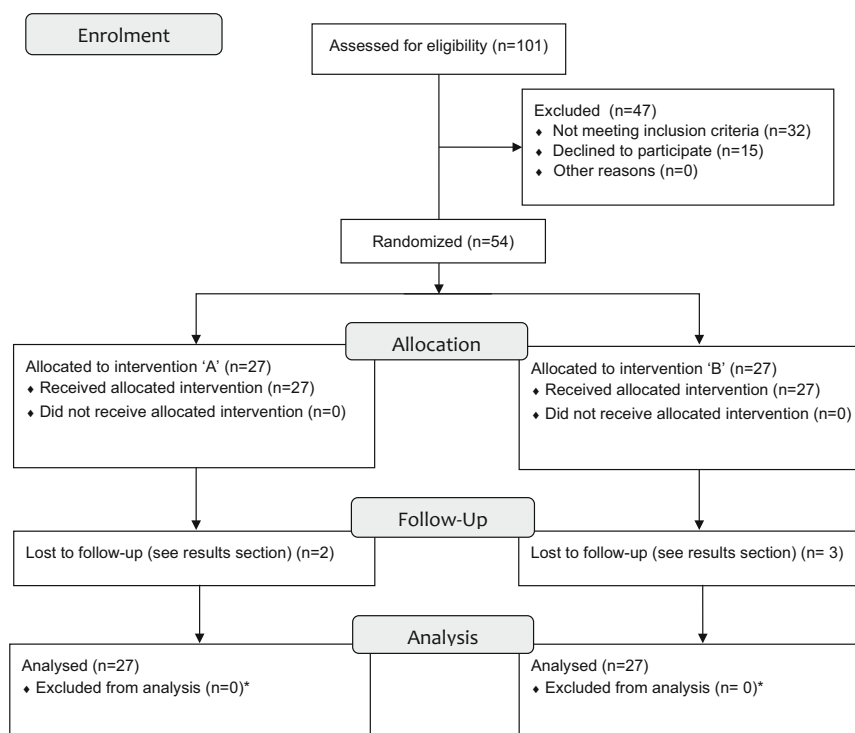 Enrolment
Assessed for eligibility (n=101)
Excluded (n=47)
♦ Not meeting inclusion criteria (n=32)
♦ Declined to participate (n=15)
♦ Other reasons (n=0)
Randomized (n=54)
Allocation
Allocated to intervention ‘A’ (n=27)
♦ Received allocated intervention (n=27)
♦ Did not receive allocated intervention (n=0)
Allocated to intervention ‘B’ (n=27)
♦ Received allocated intervention (n=27)
♦ Did not receive allocated intervention (n=0)
Follow-Up
Lost to follow-up (see results section) (n=2)
Lost to follow-up (see results section) (n= 3)
Analysis
Analysed (n=27)
♦ Excluded from analysis (n=0)*
Analysed (n=27)
♦ Excluded from analysis (n= 0)*